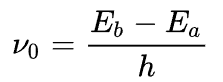 ν₀ = (E_b − E_a) / h